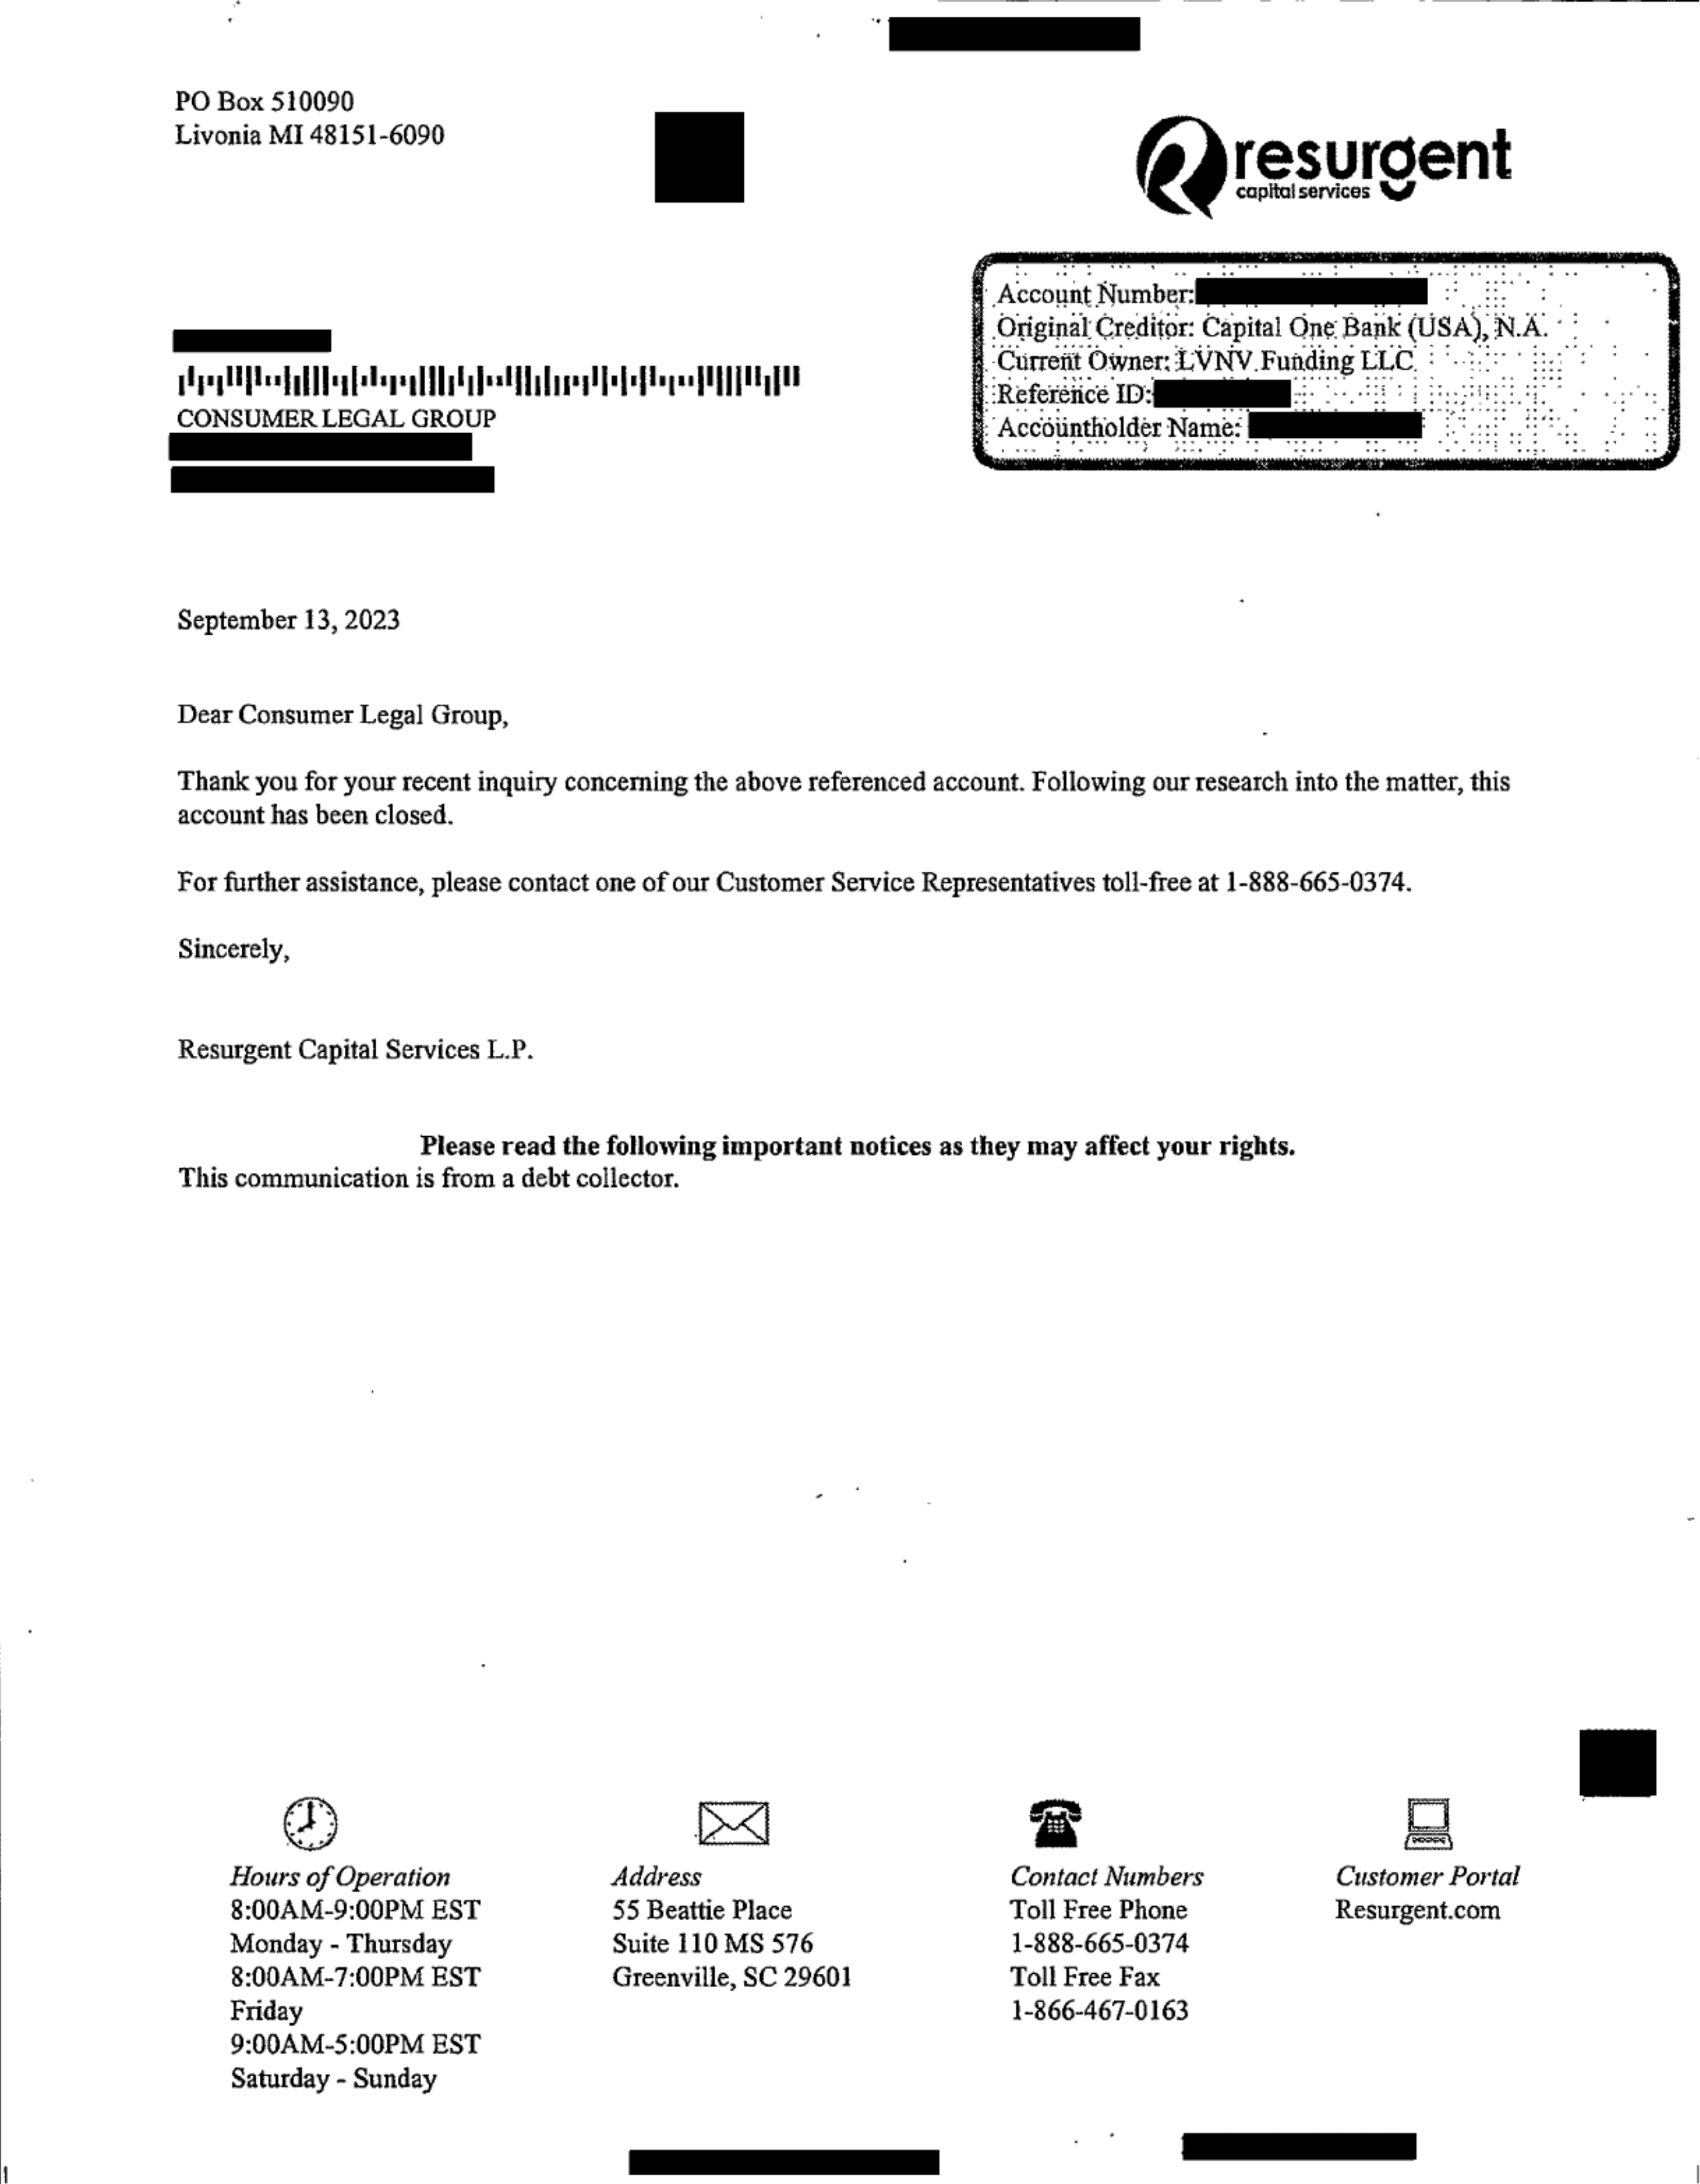 PO Box 510090
Livonia MI 48151-6090
resurgent
capital services
Account Number:
Original Creditor: Capital One Bank (USA), N.A.
Current Owner: LVNV Funding LLC
Reference ID:
Accountholder Name:
CONSUMER LEGAL GROUP
September 13, 2023
Dear Consumer Legal Group,
Thank you for your recent inquiry concerning the above referenced account. Following our research into the matter, this
account has been closed.
For further assistance, please contact one of our Customer Service Representatives toll-free at 1-888-665-0374.
Sincerely,
Resurgent Capital Services L.P.
Please read the following important notices as they may affect your rights.
This communication is from a debt collector.
Hours of Operation
8:00AM-9:00PM EST
Monday - Thursday
8:00AM-7:00PM EST
Friday
9:00AM-5:00PM EST
Saturday - Sunday
Address
55 Beattie Place
Suite 110 MS 576
Greenville, SC 29601
Contact Numbers
Toll Free Phone
1-888-665-0374
Toll Free Fax
1-866-467-0163
Customer Portal
Resurgent.com